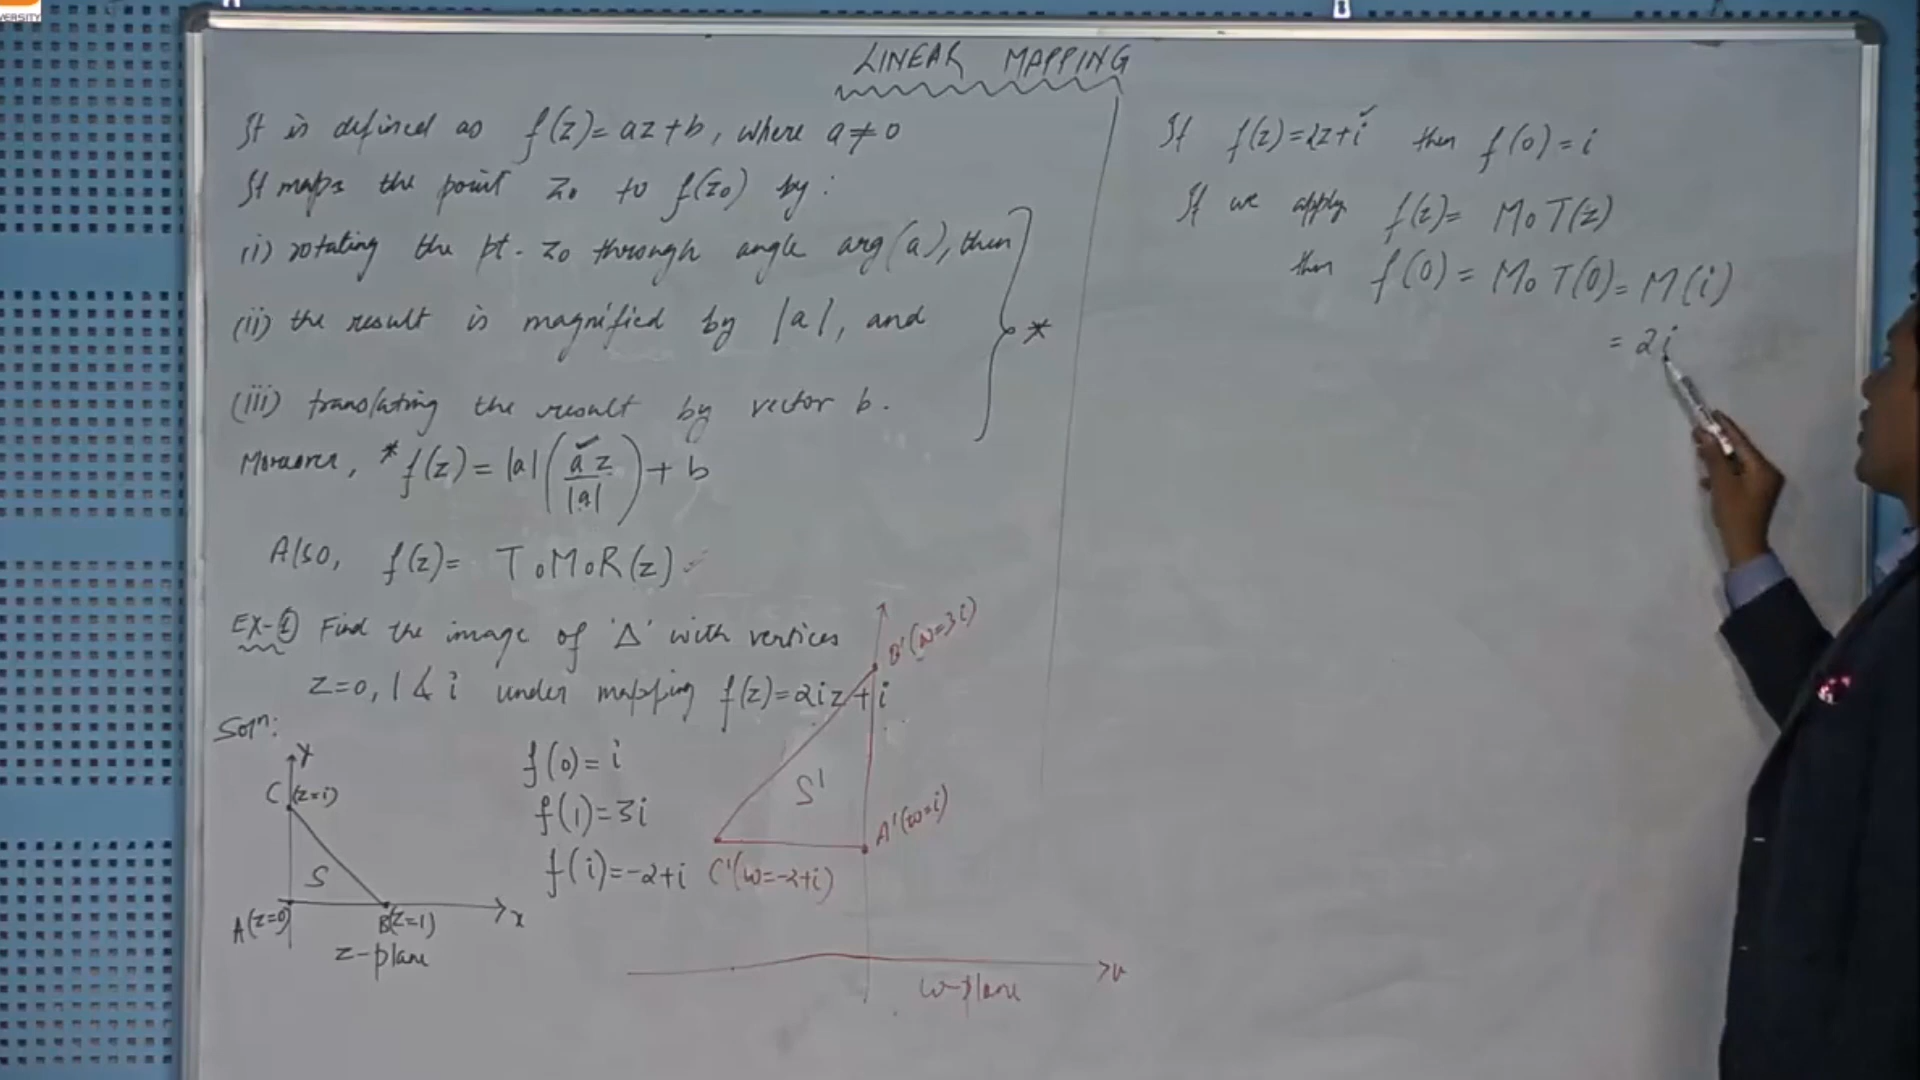 VERSITY
LINEAR MAPPING
It is defined as f(z)=az+b, where a≠0
It maps the point z₀ to f(z₀) by:
(i) rotating the pt. z₀ through angle arg(a), then
(ii) the result is magnified by |a|, and
*
(iii) translating the result by vector b.
Moreover, * f(z) = |a| (a z / |a|) + b
Also, f(z) = T∘M∘R(z)
EX-① Find the image of 'Δ' with vertices
z=0, 1 & i under mapping f(z)=2iz+i
Solⁿ:
y
C (z=i)
S
A(z=0)
B(z=1)
x
z-plane
f(0)=i
f(1)=3i
f(i)=-2+i
B'(w=3i)
S'
A'(w=i)
C'(w=-2+i)
u
w-plane
If f(z)=2z+i then f(0)=i
If we apply f(z)= M∘T(z)
then f(0) = M∘T(0) = M(i)
= 2i